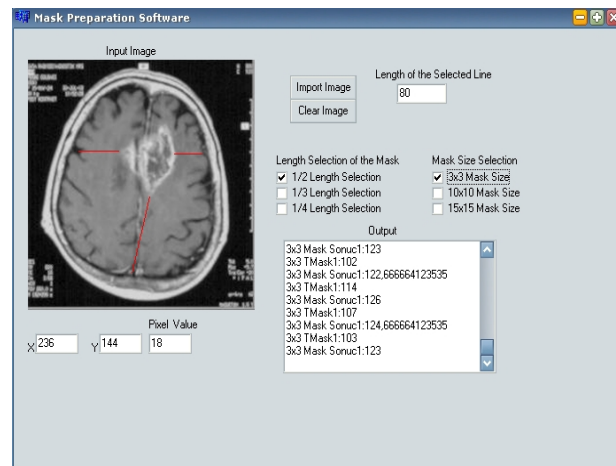 Mask Preparation Software
Input Image
Import Image
Clear Image
Length of the Selected Line
80
Length Selection of the Mask
1/2 Length Selection
1/3 Length Selection
1/4 Length Selection
Mask Size Selection
3x3 Mask Size
10x10 Mask Size
15x15 Mask Size
Output
3x3 Mask Sonuc1:123
3x3 TMask1:102
3x3 Mask Sonuc1:122,666664123535
3x3 TMask1:114
3x3 Mask Sonuc1:126
3x3 TMask1:107
3x3 Mask Sonuc1:124,666664123535
3x3 TMask1:103
3x3 Mask Sonuc1:123
Pixel Value
X 236 Y 144 18